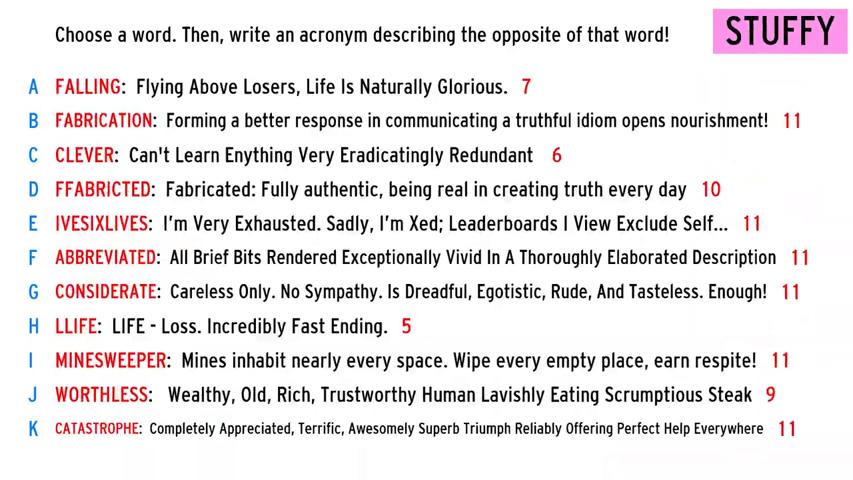 Choose a word. Then, write an acronym describing the opposite of that word!
STUFFY
A FALLING: Flying Above Losers, Life Is Naturally Glorious. 7
B FABRICATION: Forming a better response in communicating a truthful idiom opens nourishment! 11
C CLEVER: Can't Learn Enything Very Eradicatingly Redundant 6
D FFABRICTED: Fabricated: Fully authentic, being real in creating truth every day 10
E IVESIXLIVES: I'm Very Exhausted. Sadly, I'm Xed; Leaderboards I View Exclude Self... 11
F ABBREVIATED: All Brief Bits Rendered Exceptionally Vivid In A Thoroughly Elaborated Description 11
G CONSIDERATE: Careless Only. No Sympathy. Is Dreadful, Egotistic, Rude, And Tasteless. Enough! 11
H LLIFE: LIFE - Loss. Incredibly Fast Ending. 5
I MINESWEEPER: Mines inhabit nearly every space. Wipe every empty place, earn respite! 11
J WORTHLESS: Wealthy, Old, Rich, Trustworthy Human Lavishly Eating Scrumptious Steak 9
K CATASTROPHE: Completely Appreciated, Terrific, Awesomely Superb Triumph Reliably Offering Perfect Help Everywhere 11